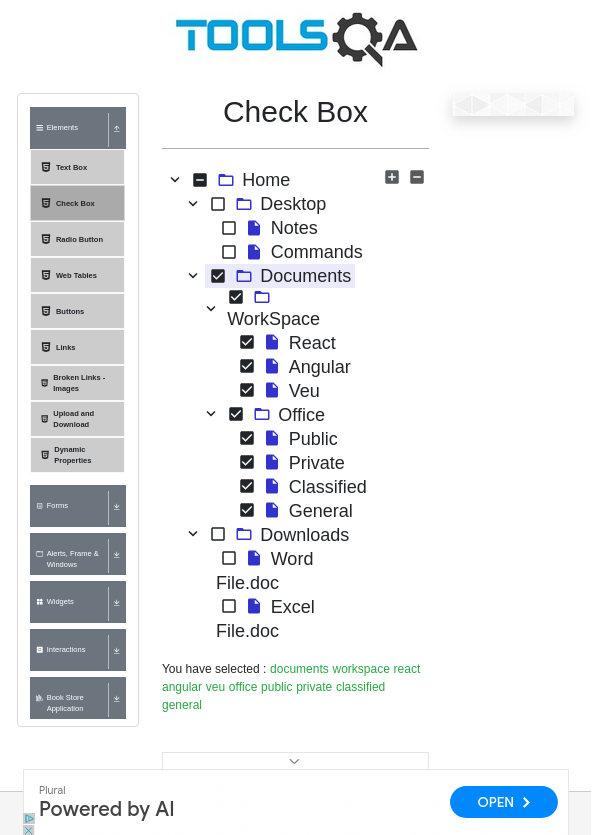 TOOLSQA
Elements
Text Box
Check Box
Radio Button
Web Tables
Buttons
Links
Broken Links -
Images
Upload and
Download
Dynamic
Properties
Forms
Alerts, Frame &
Windows
Widgets
Interactions
Book Store
Application
Check Box
Home
Desktop
Notes
Commands
Documents
WorkSpace
React
Angular
Veu
Office
Public
Private
Classified
General
Downloads
Word
File.doc
Excel
File.doc
You have selected : documents workspace react
angular veu office public private classified
general
Plural
Powered by AI
OPEN